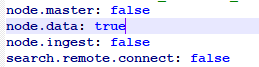 node.master: false
node.data: true
node.ingest: false
search.remote.connect: false